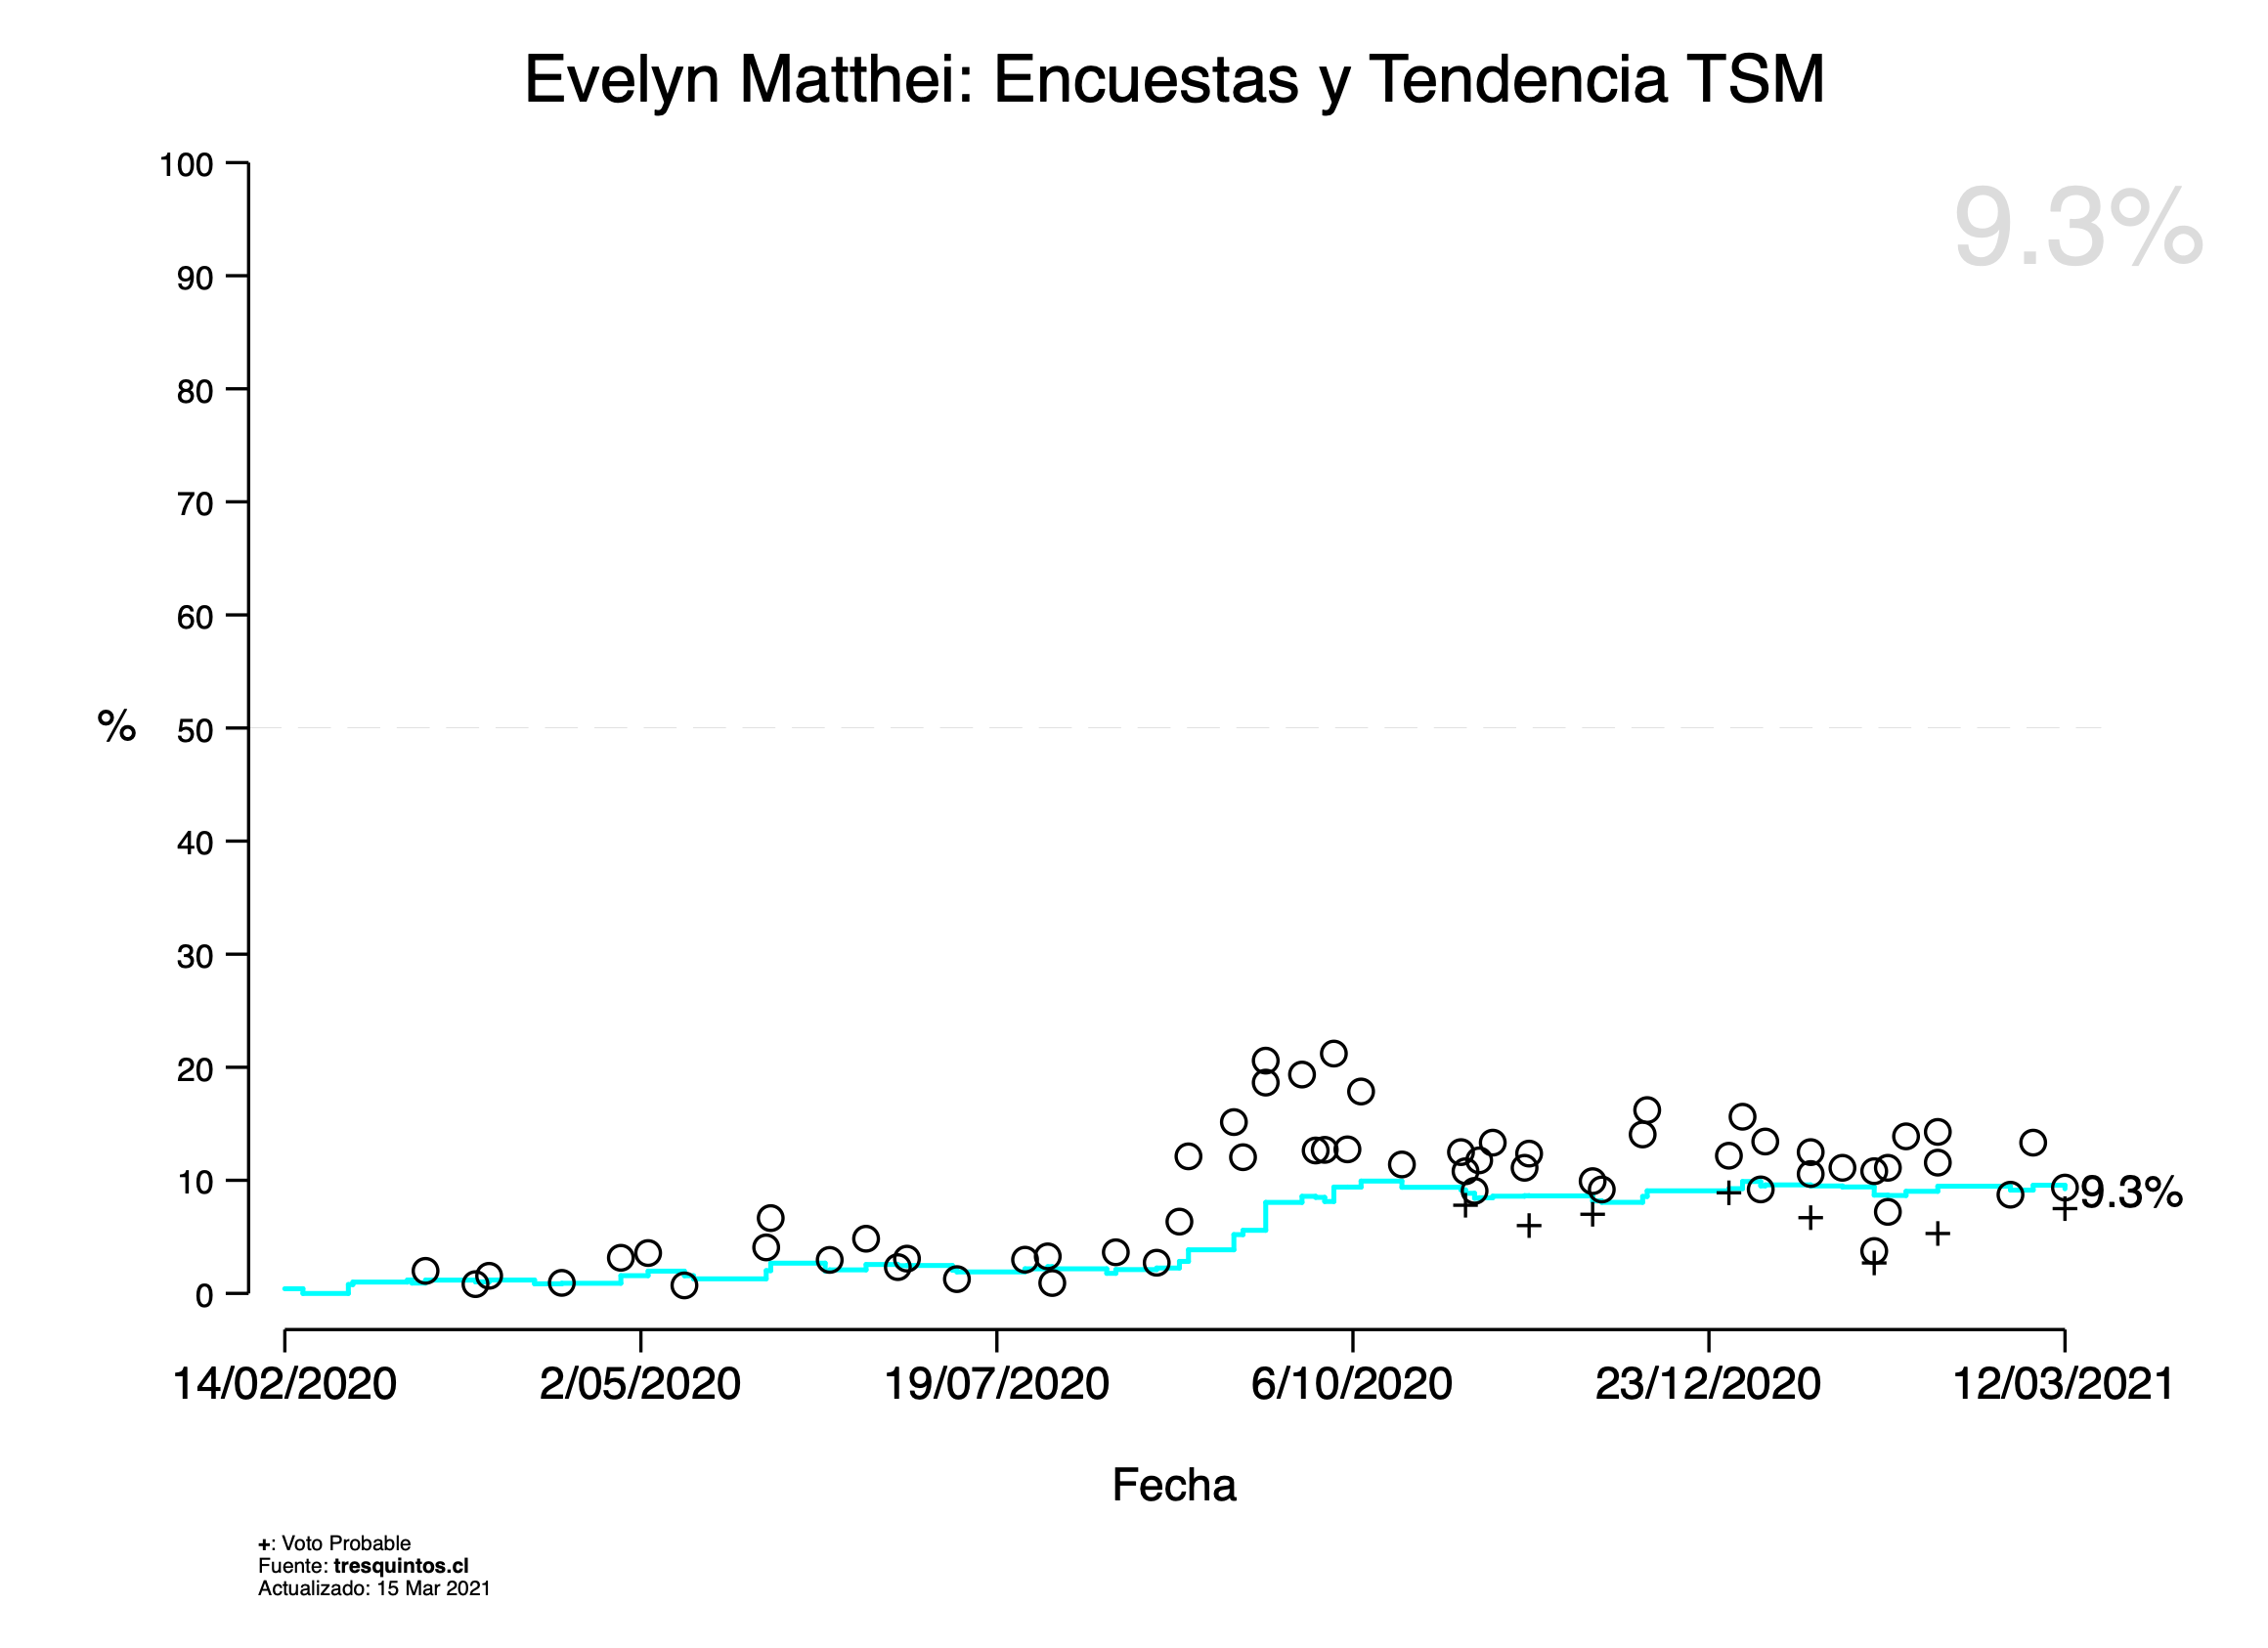 Evelyn Matthei: Encuestas y Tendencia TSM
9.3%
100
90
80
70
60
% 50
40
30
20
10
0
9.3%
14/02/2020 2/05/2020 19/07/2020 6/10/2020 23/12/2020 12/03/2021
Fecha
+: Voto Probable
Fuente: tresquintos.cl
Actualizado: 15 Mar 2021